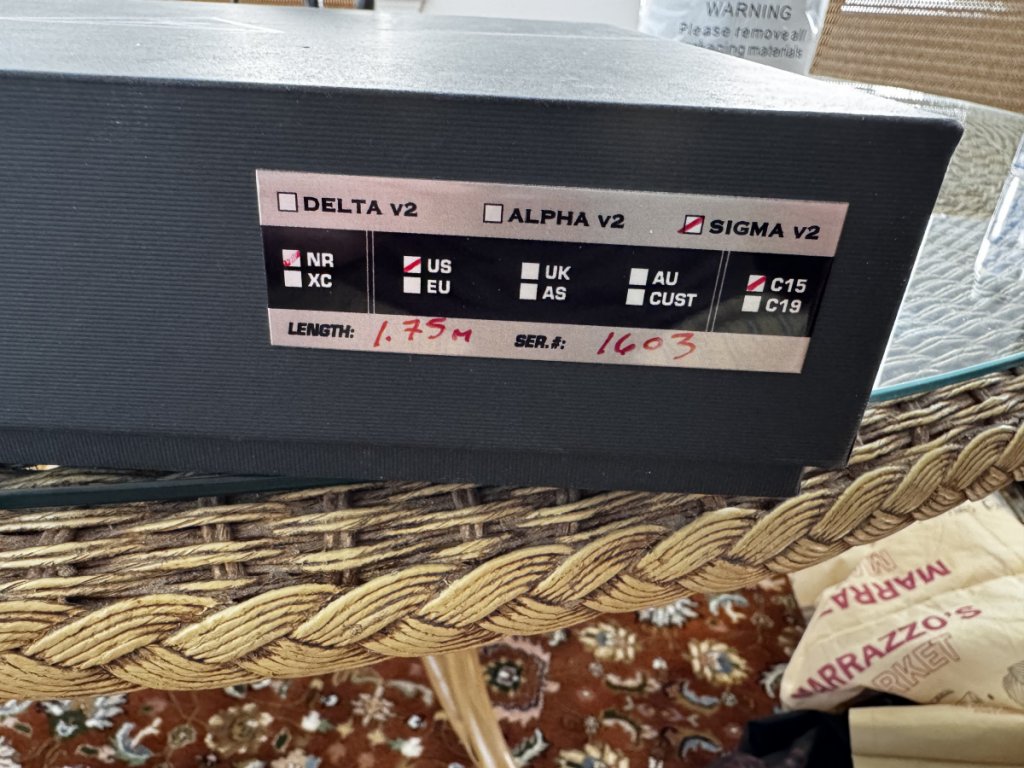 WARNING
Please remove all
materials
DELTA v2 ALPHA v2 SIGMA v2
NR US UK AU C15
XC EU AS CUST C19
LENGTH: 1.75M SER.#: 1603
MARRAZZO'S
MARKET